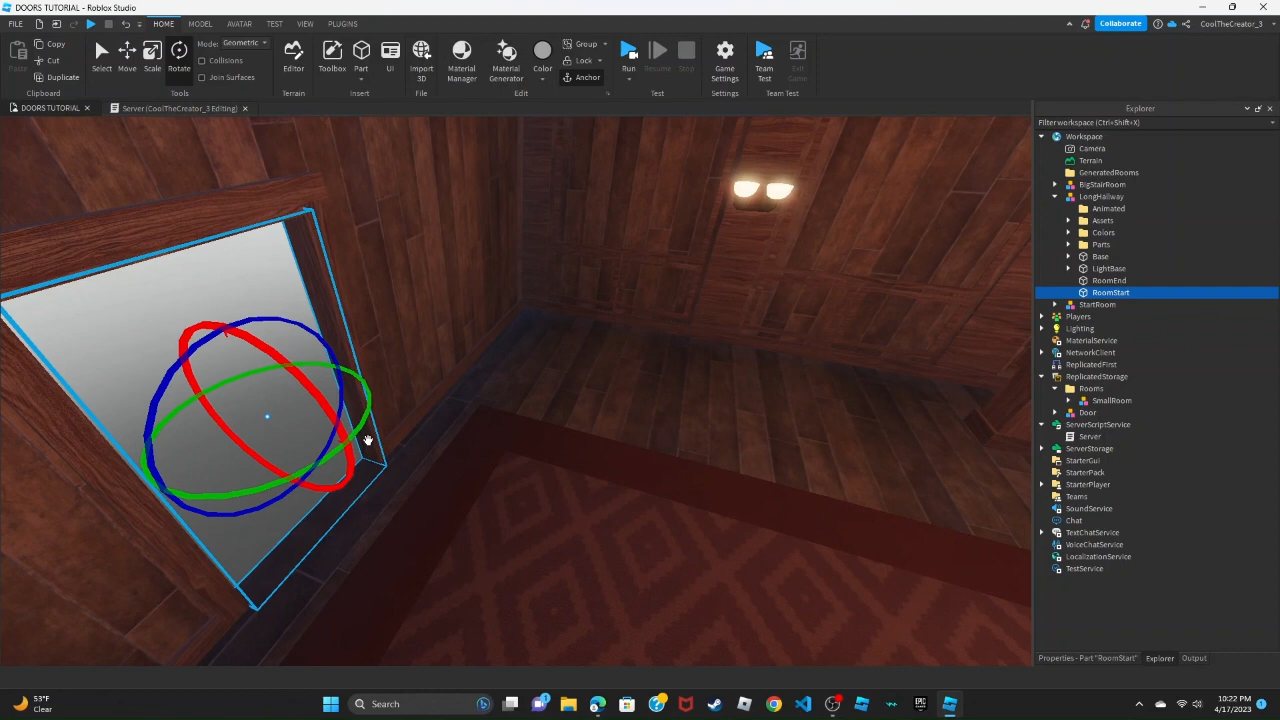 DOORS TUTORIAL - Roblox Studio
FILE HOME MODEL AVATAR TEST VIEW PLUGINS Collaborate CoolTheCreator_3
Paste Copy Cut Duplicate Select Move Scale Rotate Mode: Geometric Collisions Join Surfaces Editor Toolbox Part UI Import 3D Material Manager Material Generator Color Group Lock Anchor Run Resume Stop Game Settings Team Test Exit Game
Clipboard Tools Terrain Insert File Edit Test Settings Team Test
DOORS TUTORIAL Server (CoolTheCreator_3 Editing) Explorer
Filter workspace (Ctrl+Shift+X)
Workspace
Camera
Terrain
GeneratedRooms
BigStairRoom
LongHallway
Animated
Assets
Colors
Parts
Base
LightBase
RoomEnd
RoomStart
StartRoom
Players
Lighting
MaterialService
NetworkClient
ReplicatedFirst
ReplicatedStorage
Rooms
SmallRoom
Door
ServerScriptService
Server
ServerStorage
StarterGui
StarterPack
StarterPlayer
Teams
SoundService
Chat
TextChatService
VoiceChatService
LocalizationService
TestService
Properties - Part "RoomStart" Explorer Output
53°F
Clear
Search
10:22 PM
4/17/2023